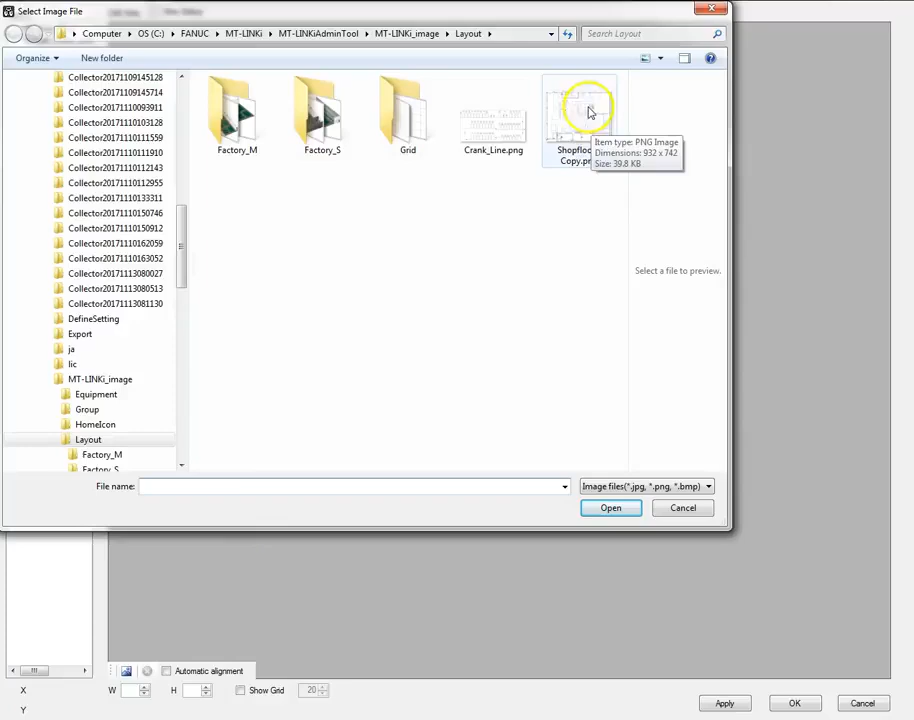 Select Image File
Computer ▸ OS (C:) ▸ FANUC ▸ MT-LINKi ▸ MT-LINKiAdminTool ▸ MT-LINKi_image ▸ Layout ▸
Search Layout
Organize
New folder
Collector20171109145128
Collector20171109145714
Collector20171110093911
Collector20171110103128
Collector20171110111559
Collector20171110111910
Collector20171110112143
Collector20171110112955
Collector20171110133311
Collector20171110150746
Collector20171110150912
Collector20171110162059
Collector20171110163052
Collector20171113080027
Collector20171113080513
Collector20171113081130
DefineSetting
Export
ja
lic
MT-LINKi_image
Equipment
Group
HomeIcon
Layout
Factory_M
Factory_S
Factory_M
Factory_S
Grid
Crank_Line.png
Item type: PNG Image
Dimensions: 932 x 742
Size: 39.8 KB
Select a file to preview.
File name:
Image files(*.jpg, *.png, *.bmp)
Open
Cancel
Automatic alignment
X
Y
W
H
Show Grid
20
Apply
OK
Cancel